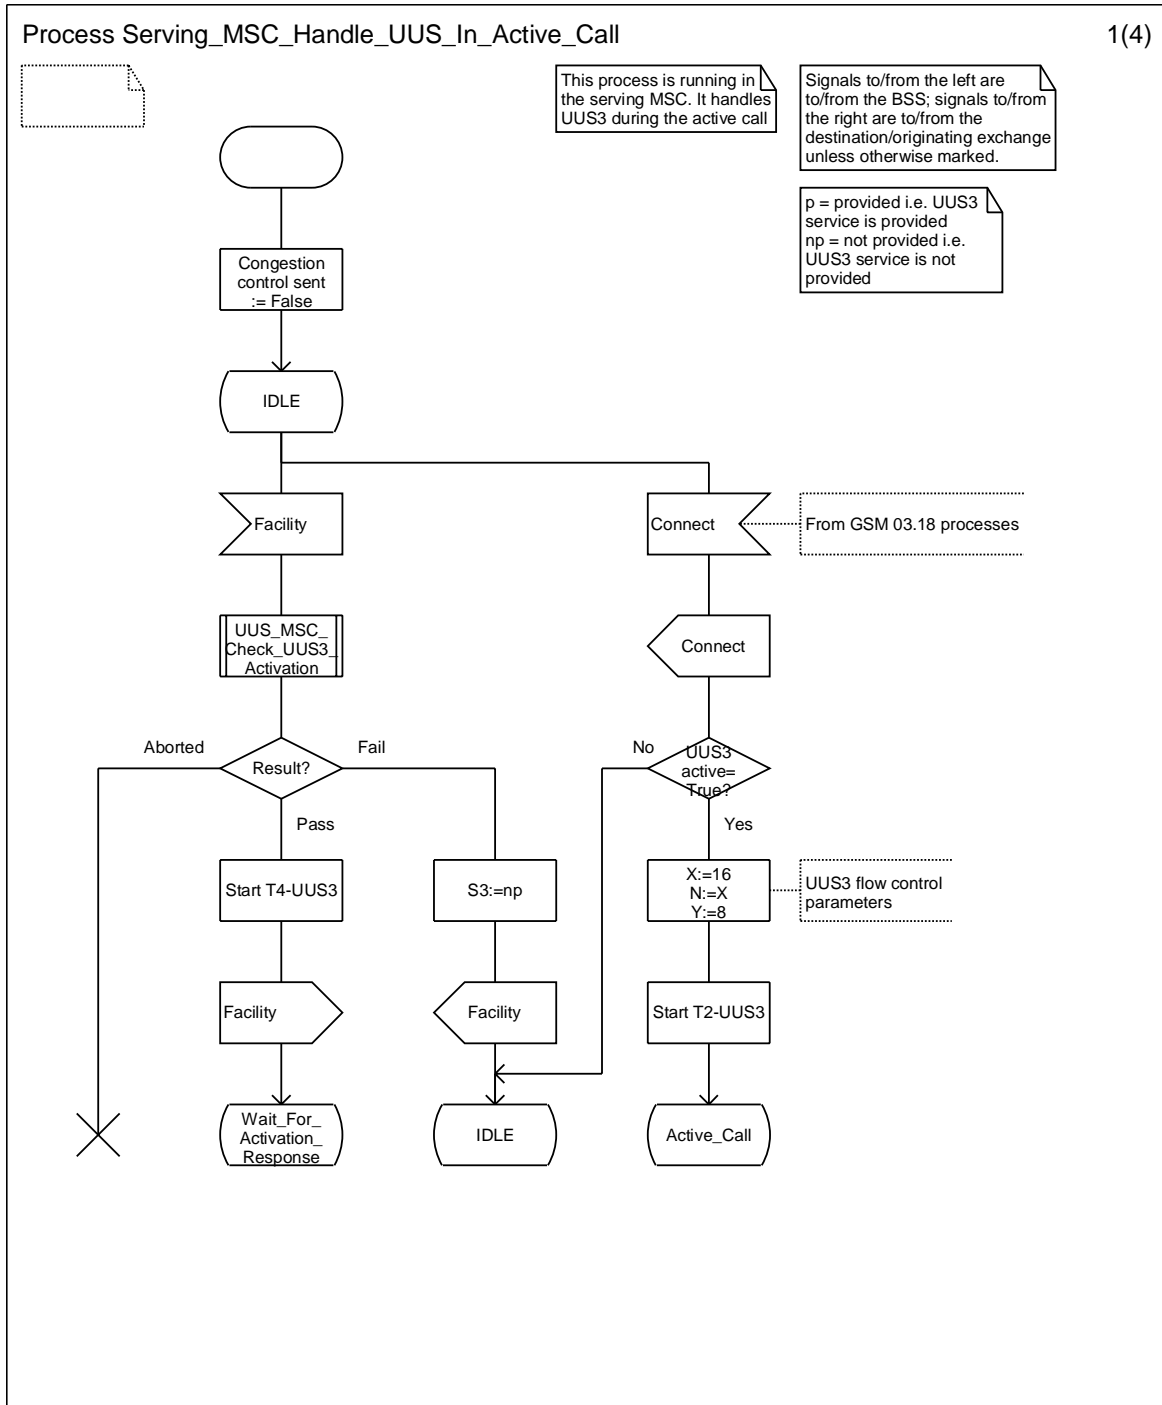 Process Serving_MSC_Handle_UUS_In_Active_Call
1(4)
This process is running in
the serving MSC. It handles
UUS3 during the active call
Signals to/from the left are
to/from the BSS; signals to/from
the right are to/from the
destination/originating exchange
unless otherwise marked.
p = provided i.e. UUS3
service is provided
np = not provided i.e.
UUS3 service is not
provided
Congestion
control sent
:= False
IDLE
Facility
Connect
From GSM 03.18 processes
UUS_MSC_
Check_UUS3_
Activation
Connect
Aborted
Result?
Fail
No
UUS3
active=
True?
Pass
Yes
Start T4-UUS3
S3:=np
X:=16
N:=X
Y:=8
UUS3 flow control
parameters
Facility
Facility
Start T2-UUS3
Wait_For_
Activation_
Response
IDLE
Active_Call